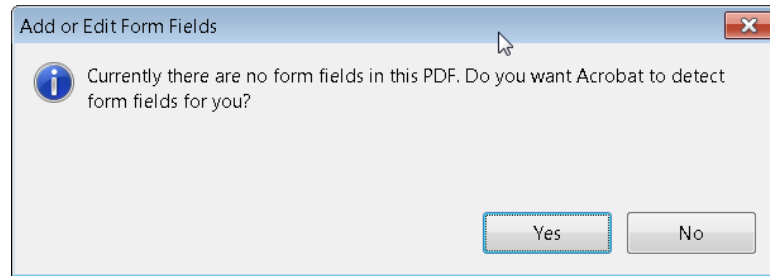 Add or Edit Form Fields
Currently there are no form fields in this PDF. Do you want Acrobat to detect
form fields for you?
Yes
No